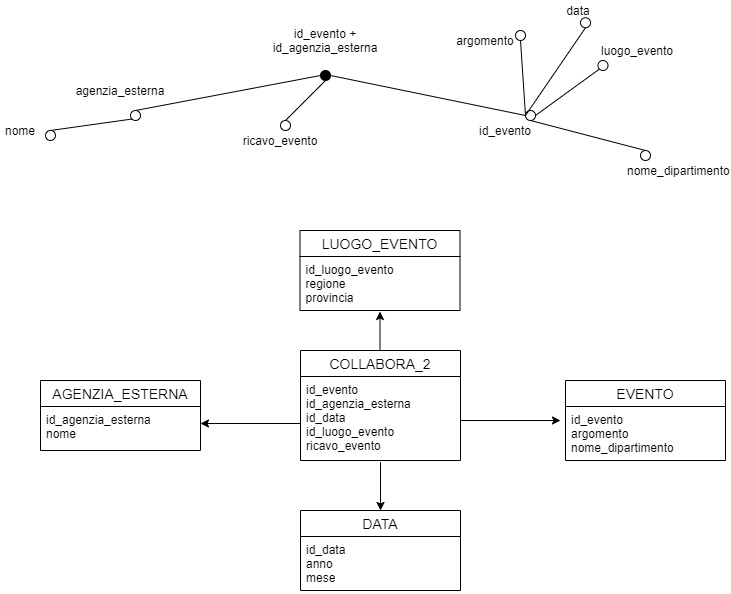 data
id_evento +
id_agenzia_esterna
argomento
luogo_evento
agenzia_esterna
nome
ricavo_evento
id_evento
nome_dipartimento
LUOGO_EVENTO
id_luogo_evento
regione
provincia
COLLABORA_2
id_evento
id_agenzia_esterna
id_data
id_luogo_evento
ricavo_evento
AGENZIA_ESTERNA
id_agenzia_esterna
nome
EVENTO
id_evento
argomento
nome_dipartimento
DATA
id_data
anno
mese